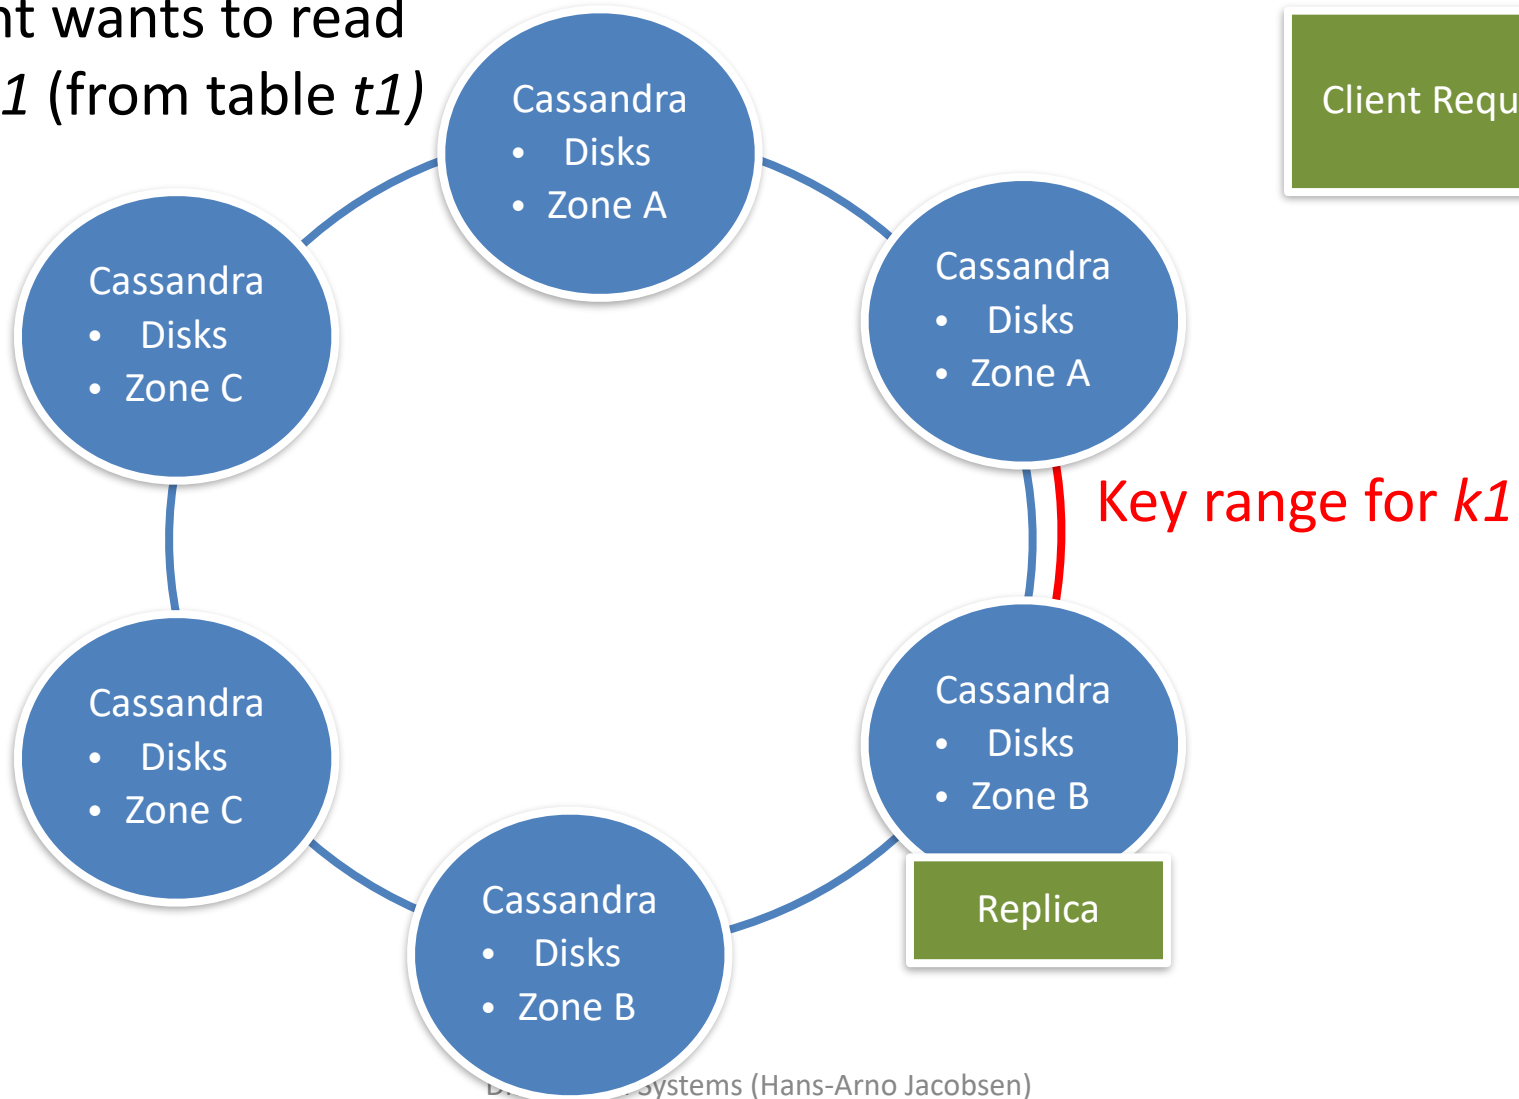 nt wants to read
1 (from table t1)
Client Requ
Cassandra
• Disks
• Zone A
Cassandra
• Disks
• Zone A
Cassandra
• Disks
• Zone C
Key range for k1
Cassandra
• Disks
• Zone B
Replica
Cassandra
• Disks
• Zone C
Cassandra
• Disks
• Zone B
Systems (Hans-Arno Jacobsen)